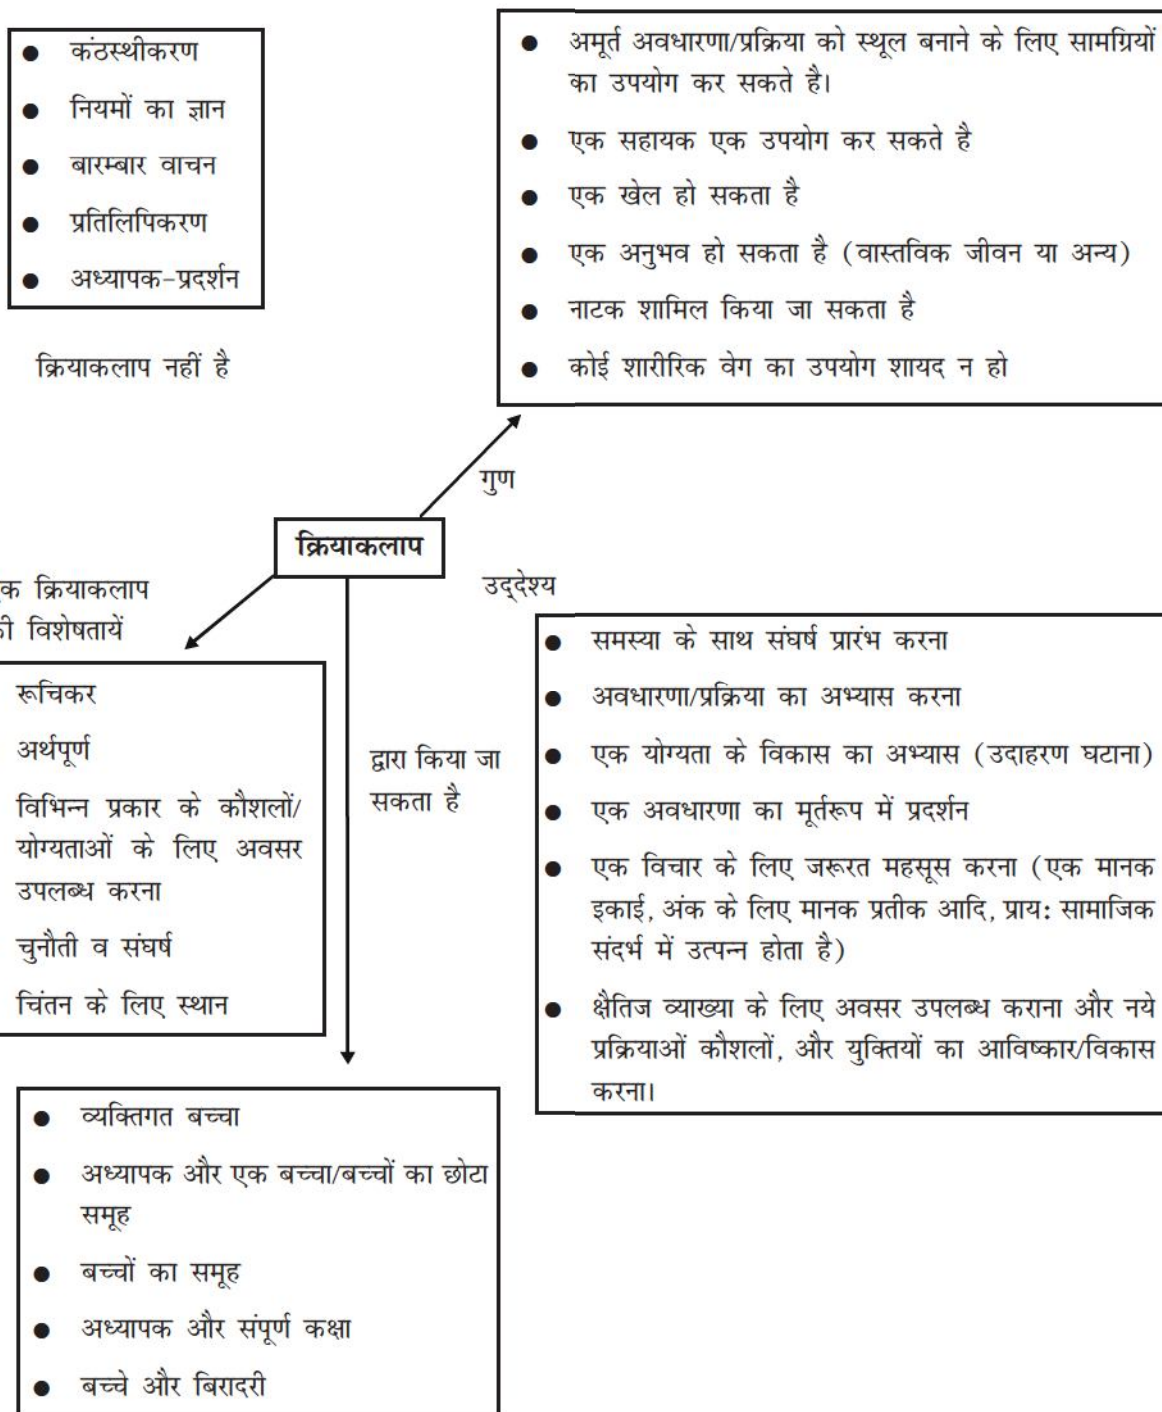 ● कंठस्थीकरण
● नियमों का ज्ञान
● बारम्बार वाचन
● प्रतिलिपिकरण
● अध्यापक-प्रदर्शन
क्रियाकलाप नहीं है
● अमूर्त अवधारणा/प्रक्रिया को स्थूल बनाने के लिए सामग्रियों
का उपयोग कर सकते है।
● एक सहायक एक उपयोग कर सकते है
● एक खेल हो सकता है
● एक अनुभव हो सकता है (वास्तविक जीवन या अन्य)
● नाटक शामिल किया जा सकता है
● कोई शारीरिक वेग का उपयोग शायद न हो
गुण
क्रियाकलाप
उद्देश्य
क्रियाकलाप
विशेषतायें
रूचिकर
अर्थपूर्ण
विभिन्न प्रकार के कौशलों/
योग्यताओं के लिए अवसर
उपलब्ध करना
चुनौती व संघर्ष
चिंतन के लिए स्थान
द्वारा किया जा
सकता है
● समस्या के साथ संघर्ष प्रारंभ करना
● अवधारणा/प्रक्रिया का अभ्यास करना
● एक योग्यता के विकास का अभ्यास (उदाहरण घटाना)
● एक अवधारणा का मूर्तरूप में प्रदर्शन
● एक विचार के लिए जरूरत महसूस करना (एक मानक
इकाई, अंक के लिए मानक प्रतीक आदि, प्राय: सामाजिक
संदर्भ में उत्पन्न होता है)
● क्षैतिज व्याख्या के लिए अवसर उपलब्ध कराना और नये
प्रक्रियाओं कौशलों, और युक्तियों का आविष्कार/विकास
करना।
● व्यक्तिगत बच्चा
● अध्यापक और एक बच्चा/बच्चों का छोटा
समूह
● बच्चों का समूह
● अध्यापक और संपूर्ण कक्षा
● बच्चे और बिरादरी